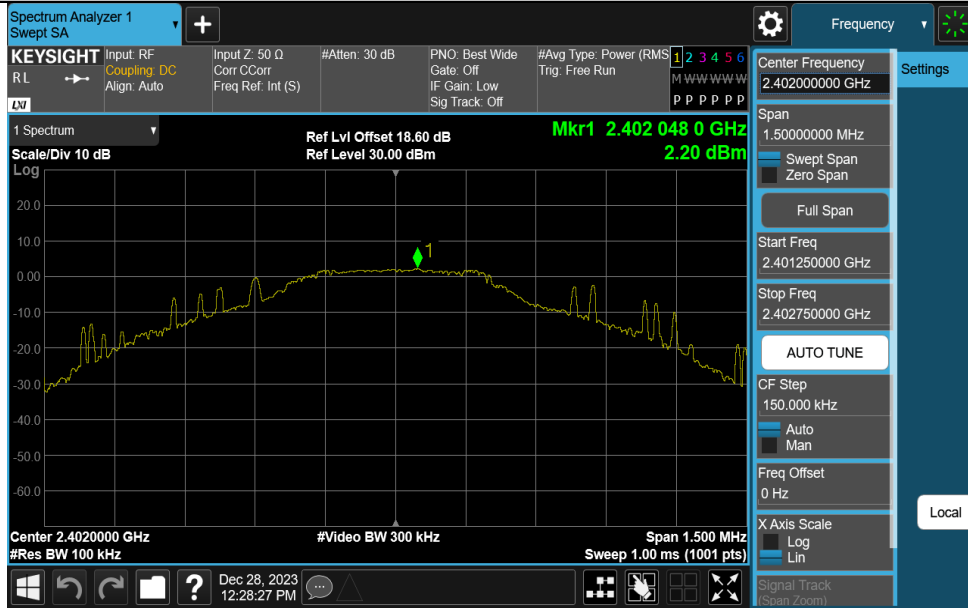 Spectrum Analyzer 1
Swept SA
+
Frequency
KEYSIGHT
RL
LXI
Input: RF
Coupling: DC
Align: Auto
Input Z: 50 Ω
Corr CCorr
Freq Ref: Int (S)
#Atten: 30 dB
PNO: Best Wide
Gate: Off
IF Gain: Low
Sig Track: Off
#Avg Type: Power (RMS
Trig: Free Run
1 2 3 4 5 6
M W W W W W
P P P P P P
Center Frequency
2.402000000 GHz
Settings
Span
1.50000000 MHz
Swept Span
Zero Span
Full Span
Start Freq
2.401250000 GHz
Stop Freq
2.402750000 GHz
AUTO TUNE
CF Step
150.000 kHz
Auto
Man
Freq Offset
0 Hz
X Axis Scale
Log
Lin
Signal Track
(Span Zoom)
Local
1 Spectrum
Scale/Div 10 dB
Log
Ref Lvl Offset 18.60 dB
Ref Level 30.00 dBm
Mkr1 2.402 048 0 GHz
2.20 dBm
1
20.0
10.0
0.00
-10.0
-20.0
-30.0
-40.0
-50.0
-60.0
Center 2.4020000 GHz
#Res BW 100 kHz
#Video BW 300 kHz
Span 1.500 MHz
Sweep 1.00 ms (1001 pts)
?
Dec 28, 2023
12:28:27 PM